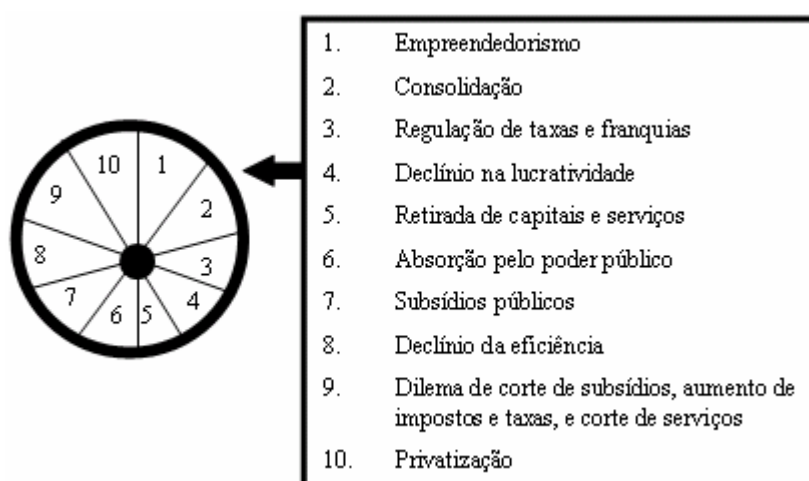 1. Empreendedorismo
2. Consolidação
3. Regulação de taxas e franquias
4. Declínio na lucratividade
5. Retirada de capitais e serviços
6. Absorção pelo poder público
7. Subsídios públicos
8. Declínio da eficiência
9. Dilema de corte de subsídios, aumento de
impostos e taxas, e corte de serviços
10. Privatização
1
2
3
4
5
6
7
8
9
10